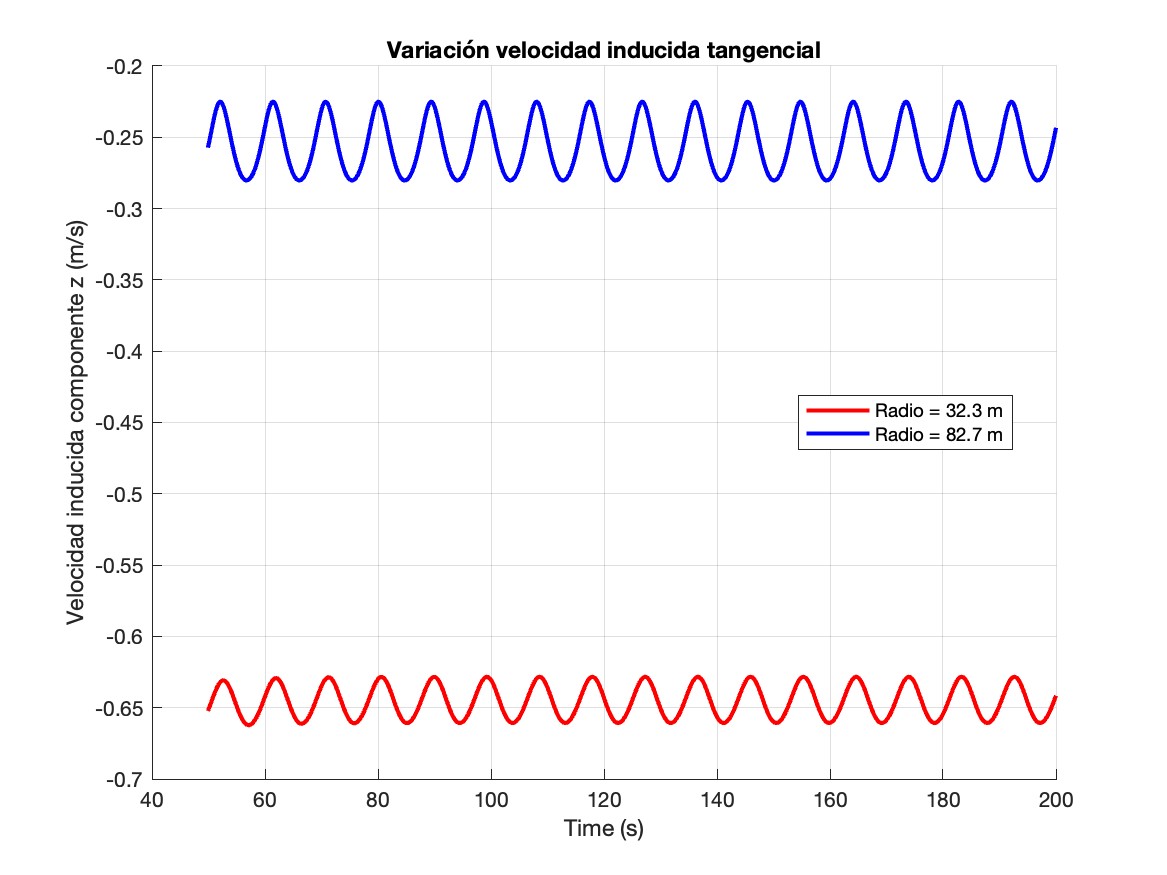 Variación velocidad inducida tangencial
Velocidad inducida componente z (m/s)
-0.2
-0.25
-0.3
-0.35
-0.4
-0.45
-0.5
-0.55
-0.6
-0.65
-0.7
Radio = 32.3 m
Radio = 82.7 m
40 60 80 100 120 140 160 180 200
Time (s)